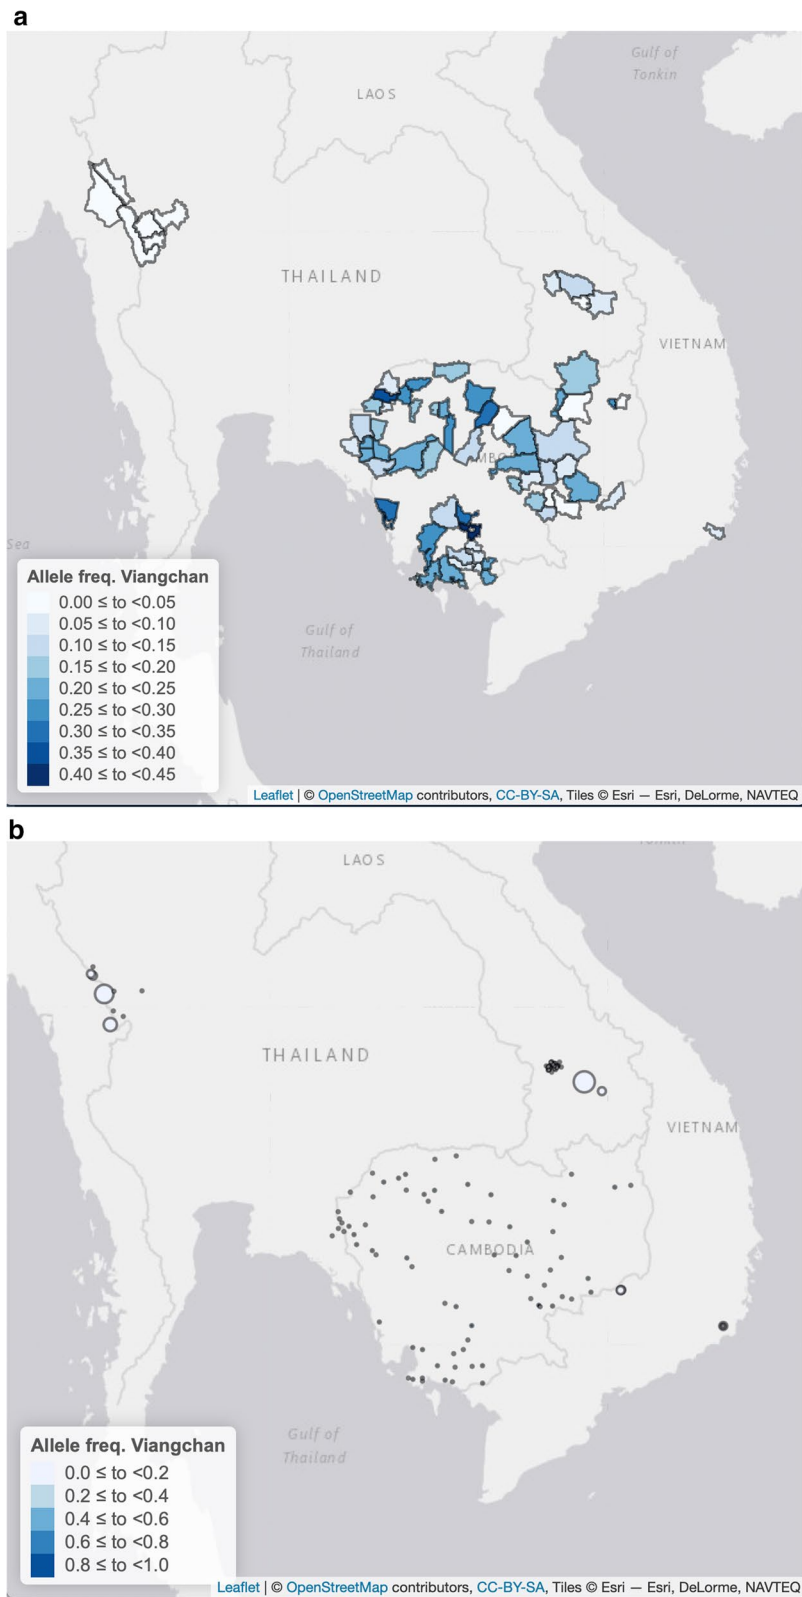 a
Gulf of
Tonkin
LAOS
THAILAND
VIETNAM
Sea
Allele freq. Viangchan
0.00 ≤ to <0.05
0.05 ≤ to <0.10
0.10 ≤ to <0.15
0.15 ≤ to <0.20
0.20 ≤ to <0.25
0.25 ≤ to <0.30
0.30 ≤ to <0.35
0.35 ≤ to <0.40
0.40 ≤ to <0.45
Gulf of
Thailand
Leaflet | © OpenStreetMap contributors, CC-BY-SA, Tiles © Esri — Esri, DeLorme, NAVTEQ
b
LAOS
THAILAND
VIETNAM
CAMBODIA
Gulf of
Thailand
Allele freq. Viangchan
0.0 ≤ to <0.2
0.2 ≤ to <0.4
0.4 ≤ to <0.6
0.6 ≤ to <0.8
0.8 ≤ to <1.0
Leaflet | © OpenStreetMap contributors, CC-BY-SA, Tiles © Esri — Esri, DeLorme, NAVTEQ